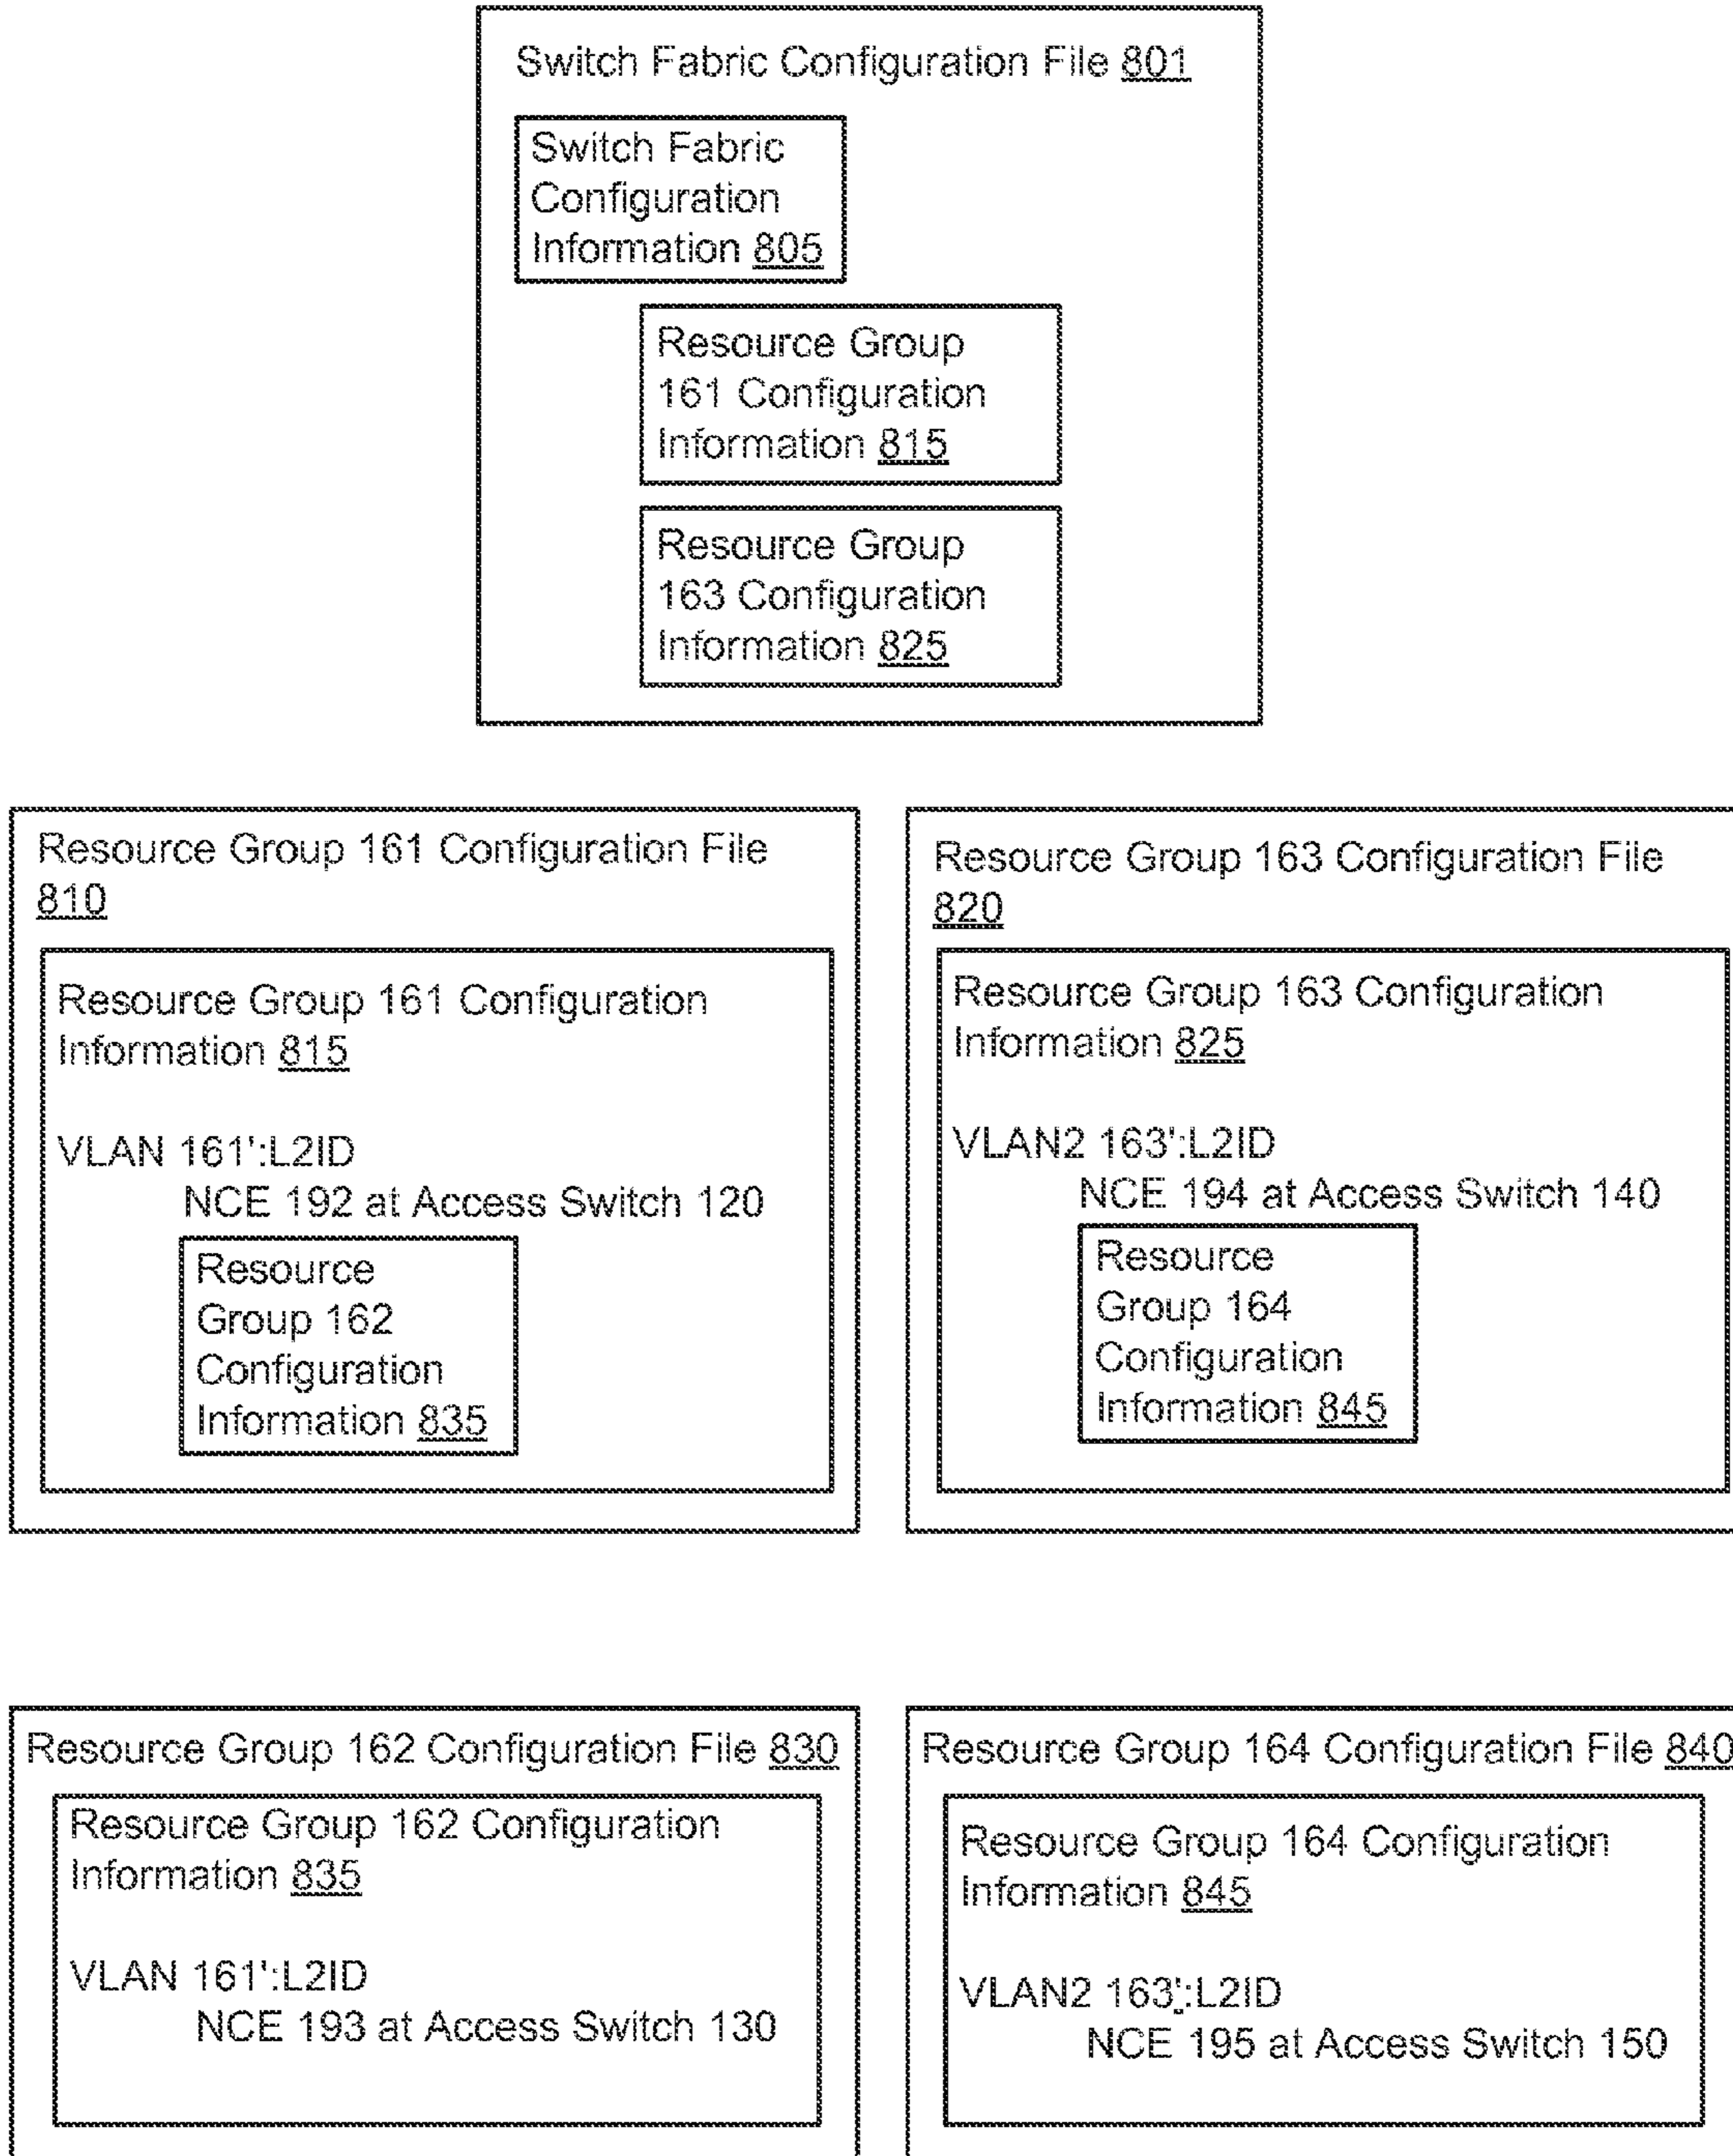 Switch Fabric Configuration File 801
Switch Fabric
Configuration
Information 805
Resource Group
161 Configuration
Information 815
Resource Group
163 Configuration
Information 825
Resource Group 161 Configuration File
810
Resource Group 161 Configuration
Information 815
VLAN 161':L2ID
NCE 192 at Access Switch 120
Resource
Group 162
Configuration
Information 835
Resource Group 163 Configuration File
820
Resource Group 163 Configuration
Information 825
VLAN2 163':L2ID
NCE 194 at Access Switch 140
Resource
Group 164
Configuration
Information 845
Resource Group 162 Configuration File 830
Resource Group 162 Configuration
Information 835
VLAN 161':L2ID
NCE 193 at Access Switch 130
Resource Group 164 Configuration File 840
Resource Group 164 Configuration
Information 845
VLAN2 163':L2ID
NCE 195 at Access Switch 150